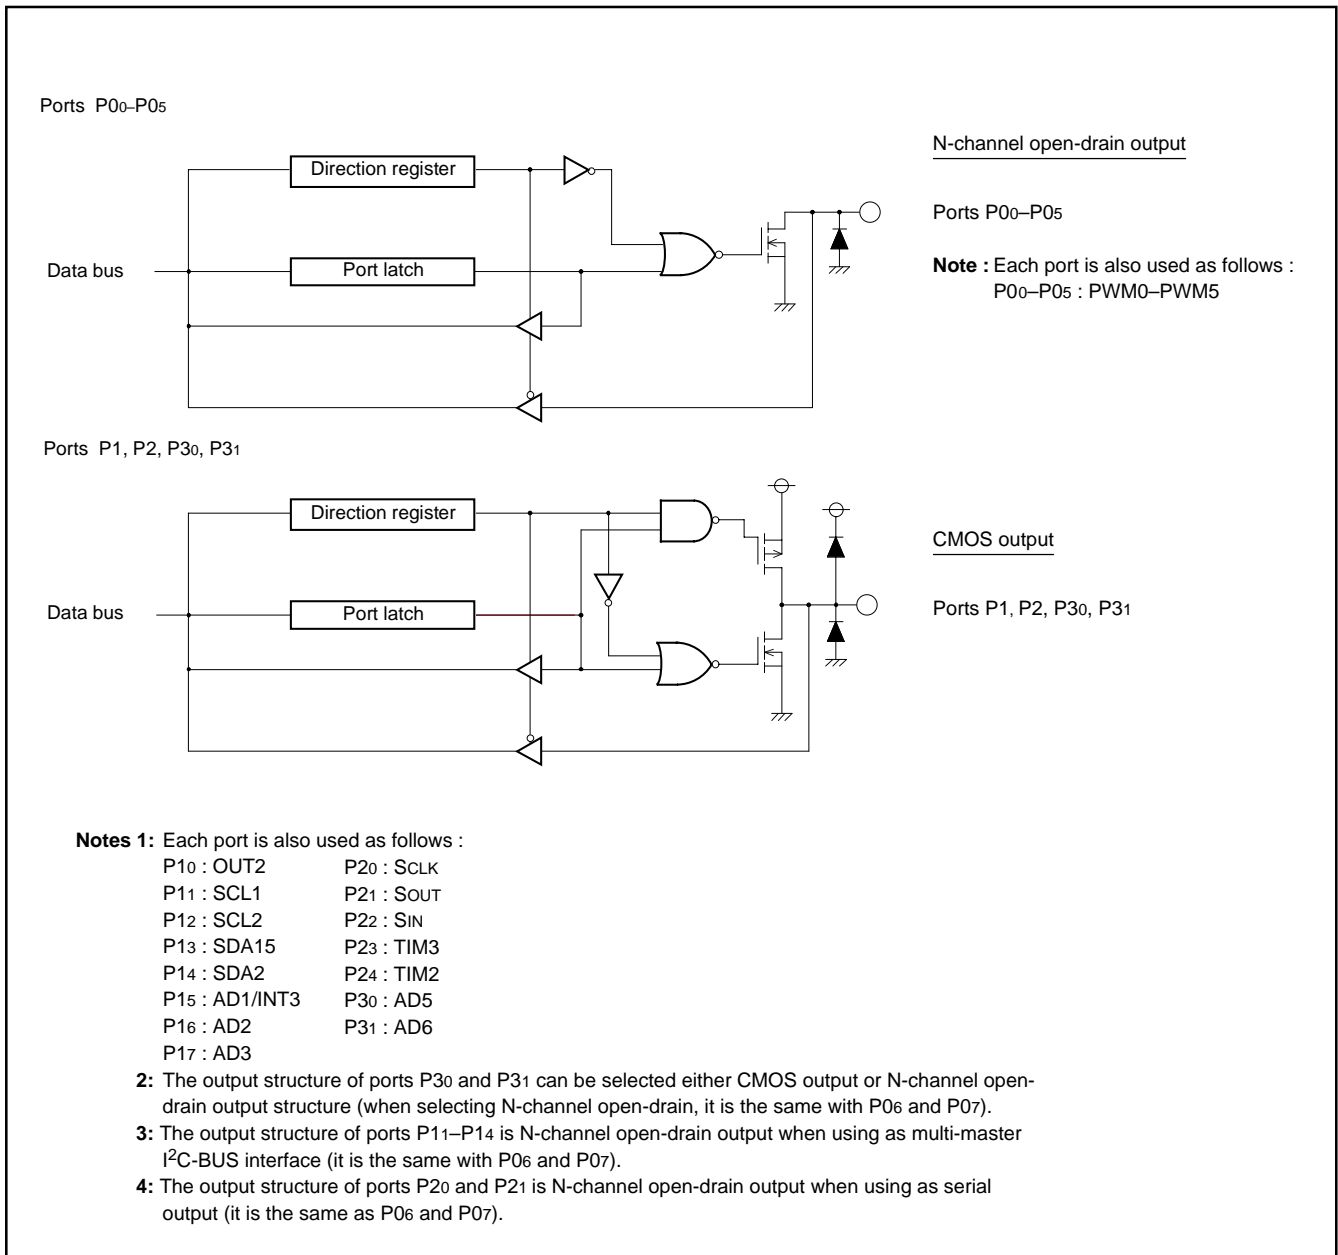 Ports P00–P05
Direction register
Port latch
Data bus
N-channel open-drain output
Ports P00–P05
Note : Each port is also used as follows :
P00–P05 : PWM0–PWM5
Ports P1, P2, P30, P31
Direction register
Port latch
Data bus
CMOS output
Ports P1, P2, P30, P31
Notes 1: Each port is also used as follows :
P10 : OUT2 P20 : SCLK
P11 : SCL1 P21 : SOUT
P12 : SCL2 P22 : SIN
P13 : SDA15 P23 : TIM3
P14 : SDA2 P24 : TIM2
P15 : AD1/INT3 P30 : AD5
P16 : AD2 P31 : AD6
P17 : AD3
2: The output structure of ports P30 and P31 can be selected either CMOS output or N-channel open-
drain output structure (when selecting N-channel open-drain, it is the same with P06 and P07).
3: The output structure of ports P11–P14 is N-channel open-drain output when using as multi-master
I2C-BUS interface (it is the same with P06 and P07).
4: The output structure of ports P20 and P21 is N-channel open-drain output when using as serial
output (it is the same as P06 and P07).